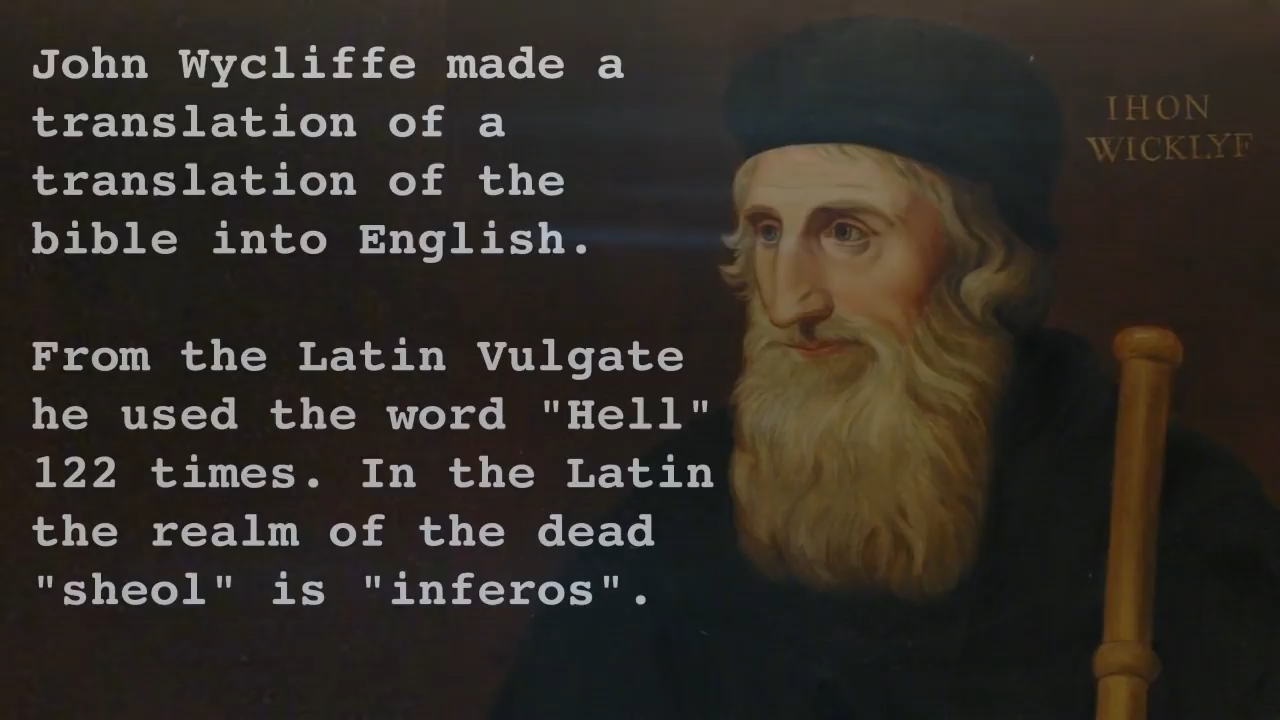 John Wycliffe made a
translation of a
translation of the
bible into English.
From the Latin Vulgate
he used the word "Hell"
122 times. In the Latin
the realm of the dead
"sheol" is "inferos".
IHON
WICKLYF